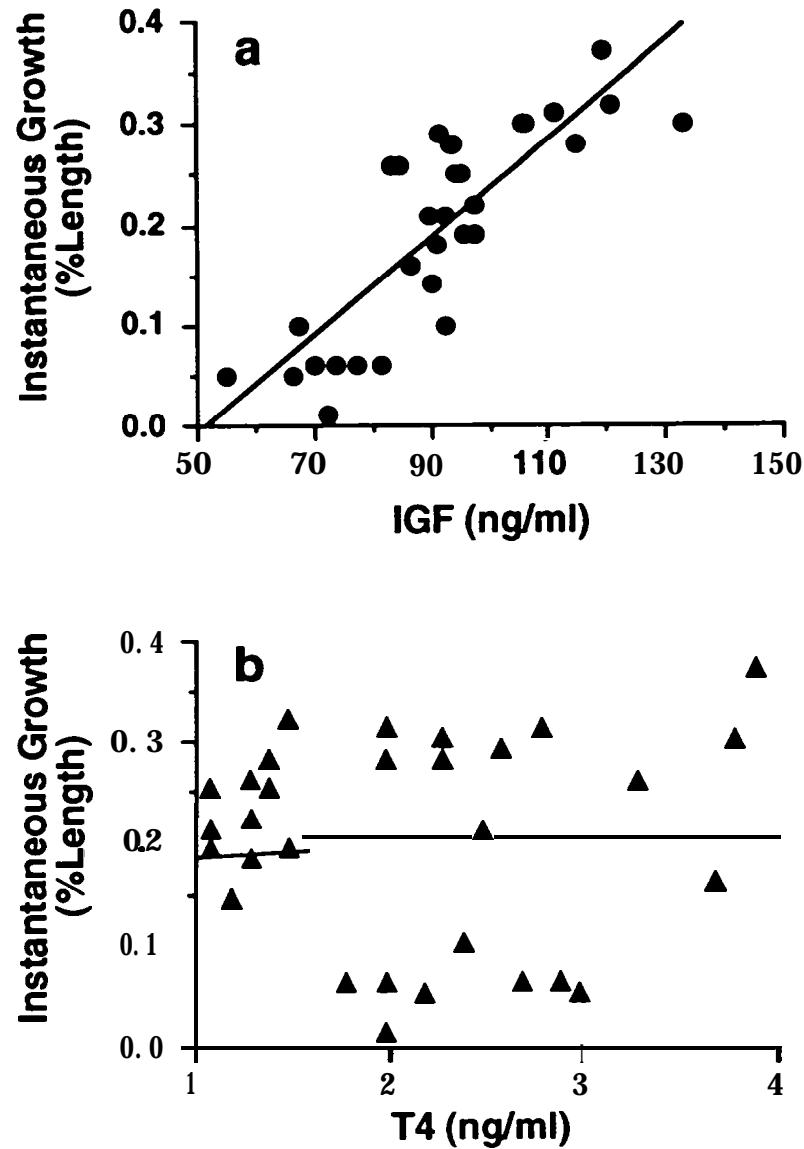 a
Instantaneous Growth
(%Length)
0.4
0.3
0.2
0.1
0.0
50 70 90 110 130 150
IGF (ng/ml)
b
Instantaneous Growth
(%Length)
0.4
0.3
0.2
0.1
0.0
1 2 3 4
T4 (ng/ml)